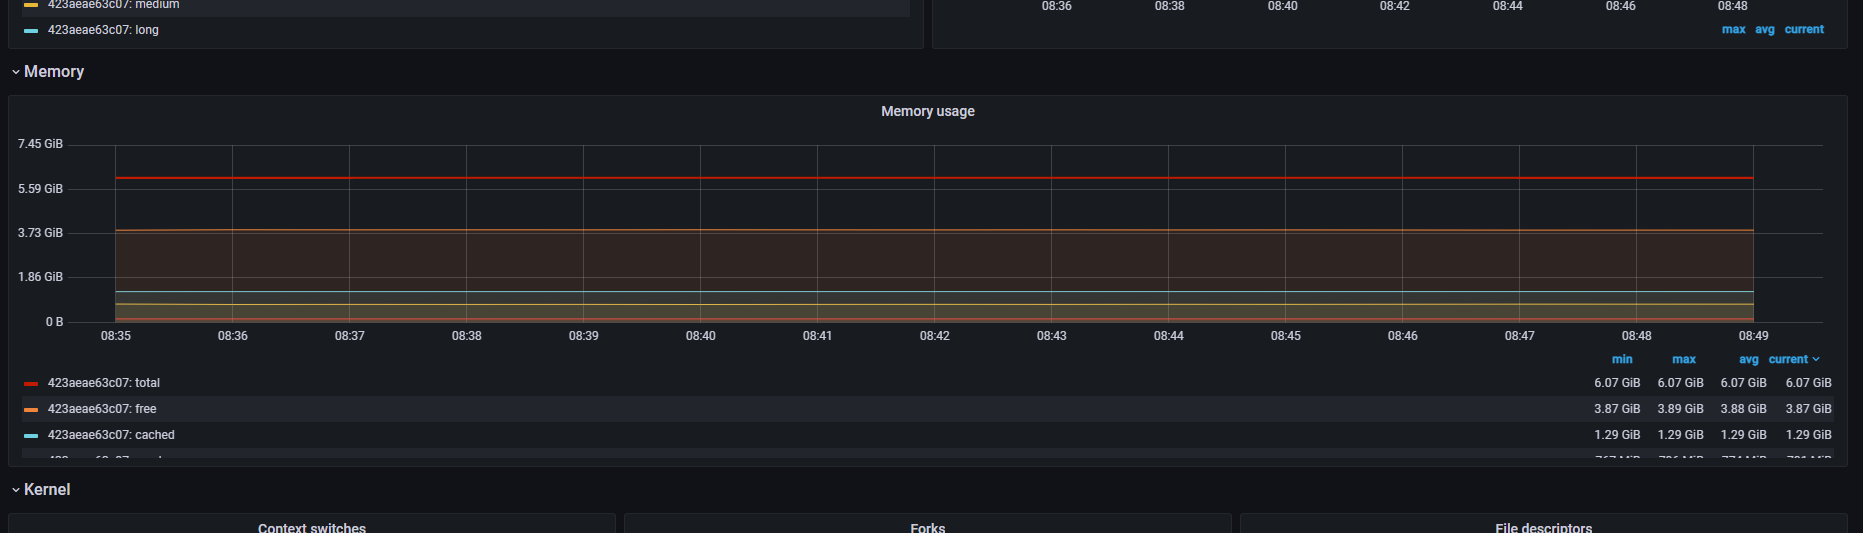 423aeae63c07: medium
423aeae63c07: long
08:36 08:38 08:40 08:42 08:44 08:46 08:48
max avg current
Memory
Memory usage
7.45 GiB
5.59 GiB
3.73 GiB
1.86 GiB
0 B
08:35 08:36 08:37 08:38 08:39 08:40 08:41 08:42 08:43 08:44 08:45 08:46 08:47 08:48 08:49
min max avg current
423aeae63c07: total 6.07 GiB 6.07 GiB 6.07 GiB 6.07 GiB
423aeae63c07: free 3.87 GiB 3.89 GiB 3.88 GiB 3.87 GiB
423aeae63c07: cached 1.29 GiB 1.29 GiB 1.29 GiB 1.29 GiB
Kernel
Context switches Forks File descriptors